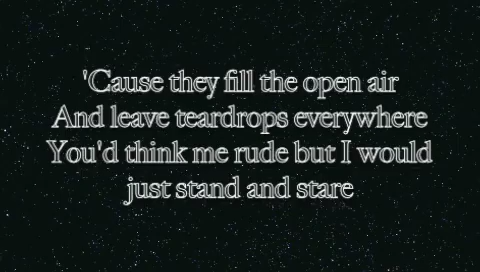 'Cause they fill the open air
And leave teardrops everywhere
You'd think me rude but I would
just stand and stare